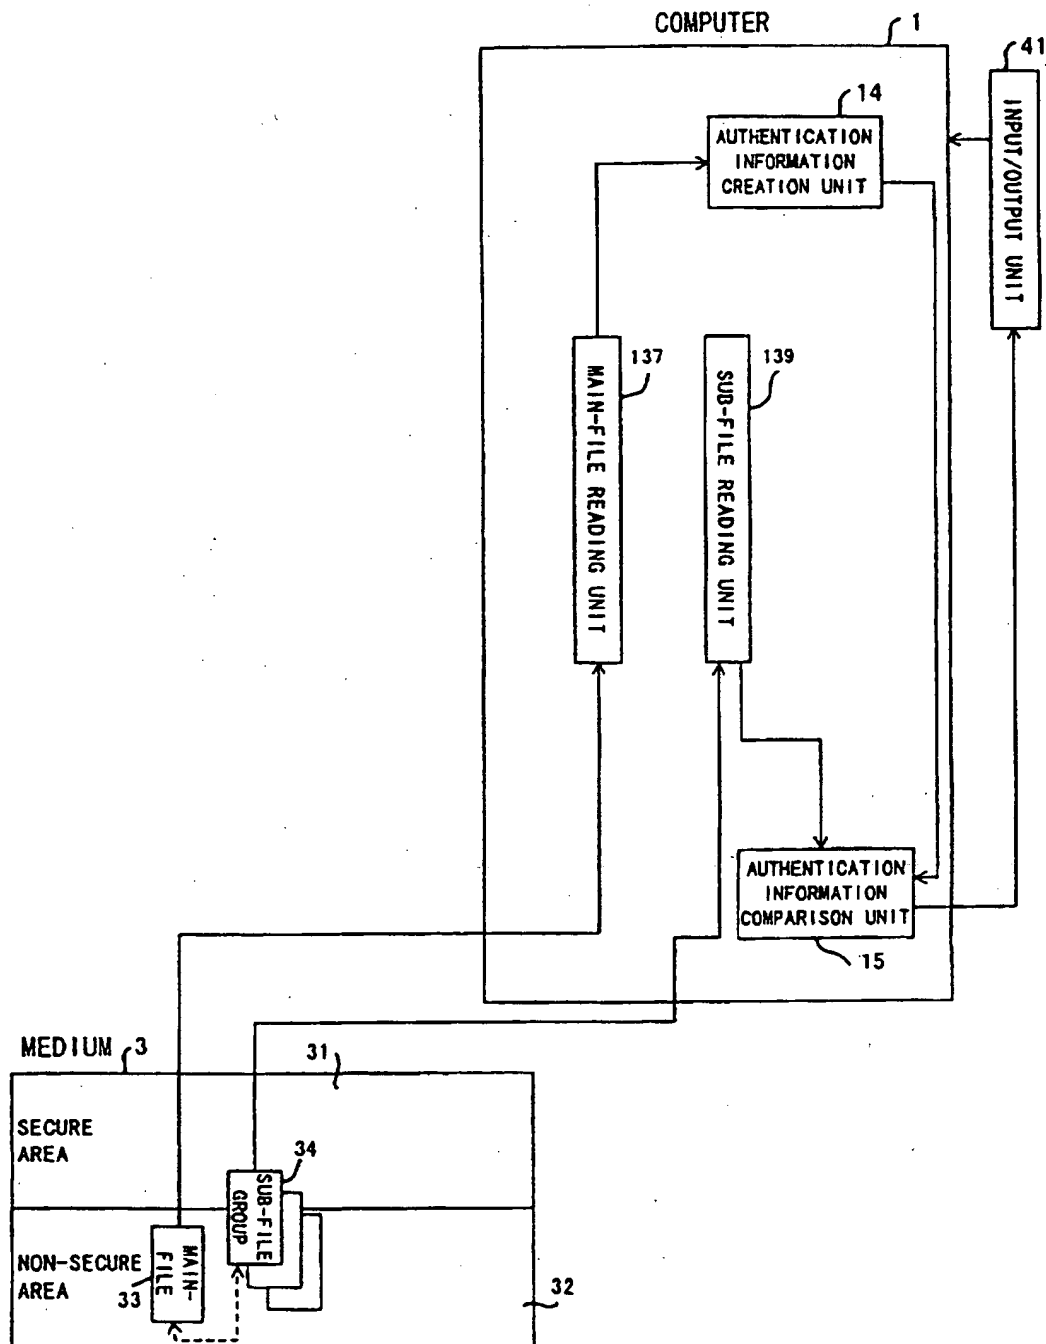 COMPUTER
1
41
14
AUTHENTICATION
INFORMATION
CREATION UNIT
INPUT/OUTPUT UNIT
137
MAIN-FILE READING UNIT
139
SUB-FILE READING UNIT
AUTHENTICATION
INFORMATION
COMPARISON UNIT
15
MEDIUM
3
31
SECURE
AREA
34
SUB-FILE
GROUP
NON-SECURE
AREA
MAIN-
FILE
33
32